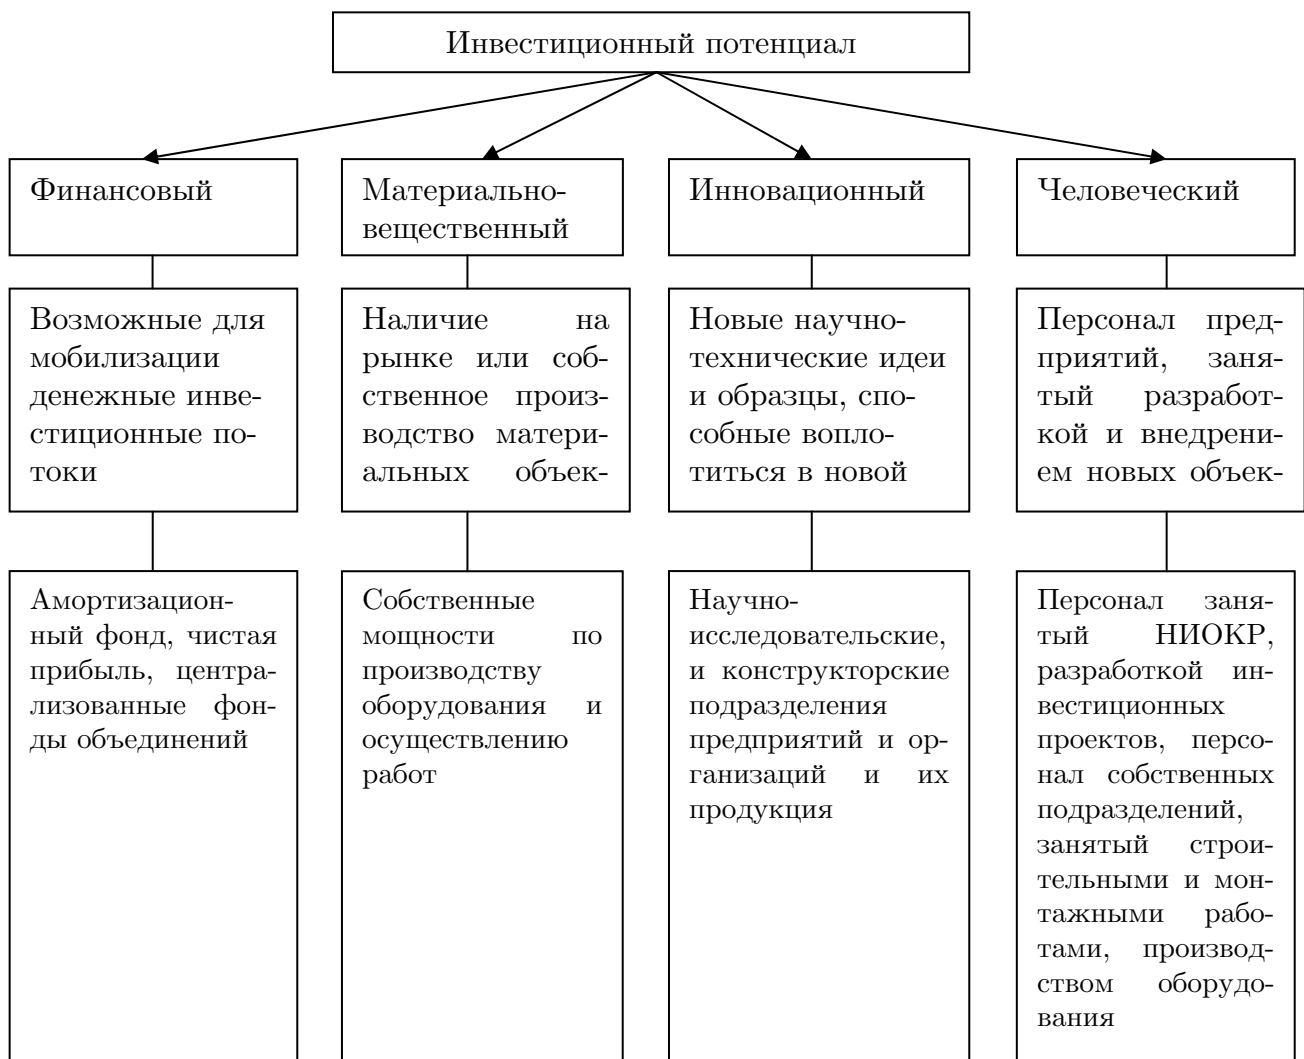 Инвестиционный потенциал
Финансовый
Материально-
вещественный
Инновационный
Человеческий
Возможные для
мобилизации
денежные инве-
стиционные по-
токи
Наличие на
рынке или соб-
ственное произ-
водство матери-
альных объек-
Новые научно-
технические идеи
и образцы, спо-
собные вопло-
титься в новой
Персонал пред-
приятий, заня-
тый разработ-
кой и внедрени-
ем новых объек-
Амортизацион-
ный фонд, чистая
прибыль, центра-
лизованные фон-
ды объединений
Собственные
мощности по
производству
оборудования и
осуществлению
работ
Научно-
исследовательские,
и конструкторские
подразделения
предприятий и ор-
ганизаций и их
продукция
Персонал заня-
тый НИОКР,
разработкой ин-
вестиционных
проектов, персо-
нал собственных
подразделений,
занятый строи-
тельными и мон-
тажными рабо-
тами, производ-
ством оборудо-
вания